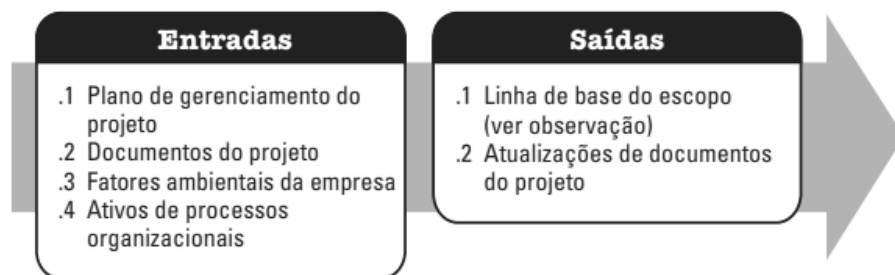 Entradas
.1 Plano de gerenciamento do
projeto
.2 Documentos do projeto
.3 Fatores ambientais da empresa
.4 Ativos de processos
organizacionais
Saídas
.1 Linha de base do escopo
(ver observação)
.2 Atualizações de documentos
do projeto